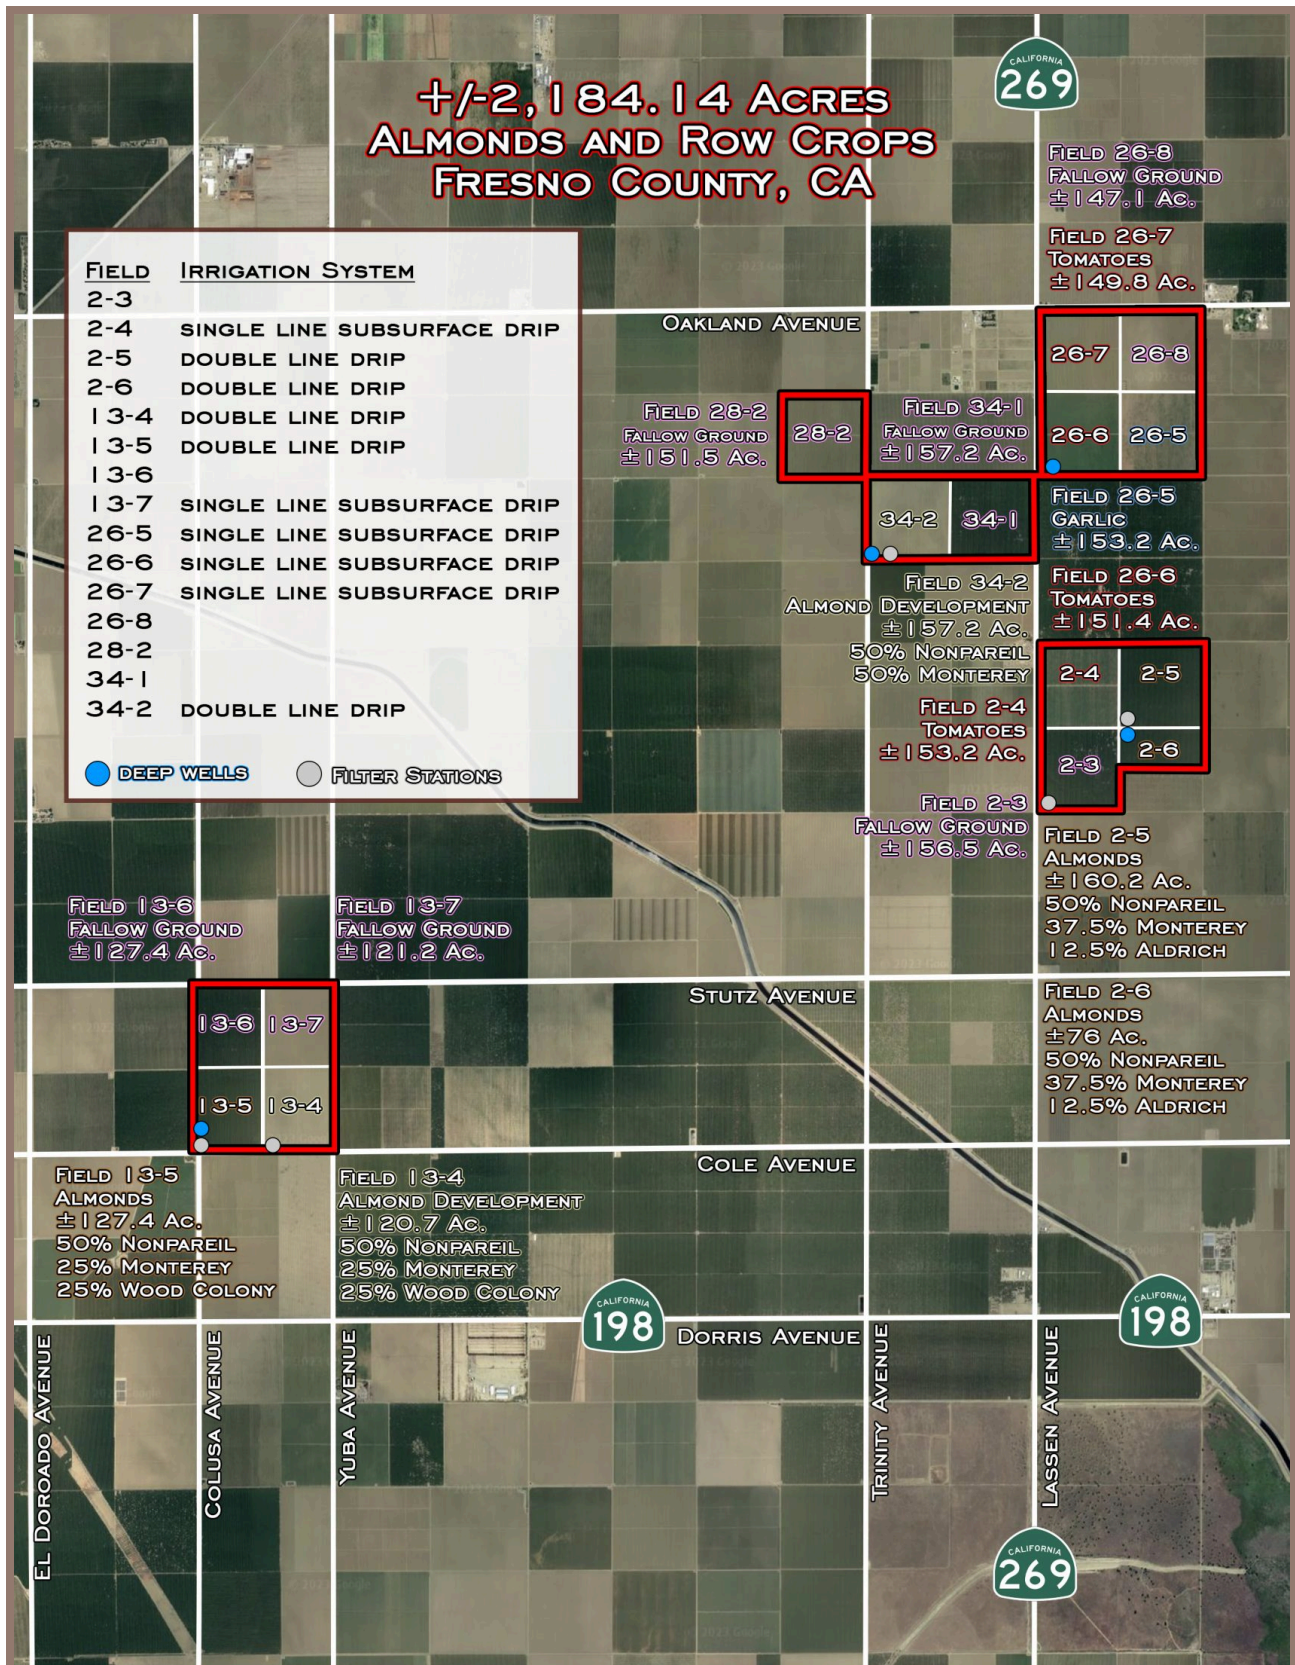 +/-2,184.14 Acres
Almonds and Row Crops
Fresno County, CA
CALIFORNIA
269
Field 26-8
Fallow Ground
±147.1 Ac.
Field 26-7
Tomatoes
±149.8 Ac.
Field Irrigation System
2-3
2-4 single line subsurface drip
2-5 double line drip
2-6 double line drip
13-4 double line drip
13-5 double line drip
13-6
13-7 single line subsurface drip
26-5 single line subsurface drip
26-6 single line subsurface drip
26-7 single line subsurface drip
26-8
28-2
34-1
34-2 double line drip
deep wells
Filter Stations
Oakland Avenue
26-7
26-8
26-6
26-5
Field 28-2
Fallow Ground
±151.5 Ac.
28-2
Field 34-1
Fallow Ground
±157.2 Ac.
34-2
34-1
Field 26-5
Garlic
±153.2 Ac.
Field 34-2
Almond Development
±157.2 Ac.
50% Nonpareil
50% Monterey
Field 26-6
Tomatoes
±151.4 Ac.
2-4
2-5
2-3
2-6
Field 2-4
Tomatoes
±153.2 Ac.
Field 2-3
Fallow Ground
±156.5 Ac.
Field 2-5
Almonds
±160.2 Ac.
50% Nonpareil
37.5% Monterey
12.5% Aldrich
Field 13-6
Fallow Ground
±127.4 Ac.
Field 13-7
Fallow Ground
±121.2 Ac.
Stutz Avenue
Field 2-6
Almonds
±76 Ac.
50% Nonpareil
37.5% Monterey
12.5% Aldrich
13-6
13-7
13-5
13-4
Cole Avenue
Field 13-5
Almonds
±127.4 Ac.
50% Nonpareil
25% Monterey
25% Wood Colony
Field 13-4
Almond Development
±120.7 Ac.
50% Nonpareil
25% Monterey
25% Wood Colony
CALIFORNIA
198
Dorris Avenue
CALIFORNIA
198
El Doroado Avenue
Colusa Avenue
Yuba Avenue
Trinity Avenue
Lassen Avenue
CALIFORNIA
269